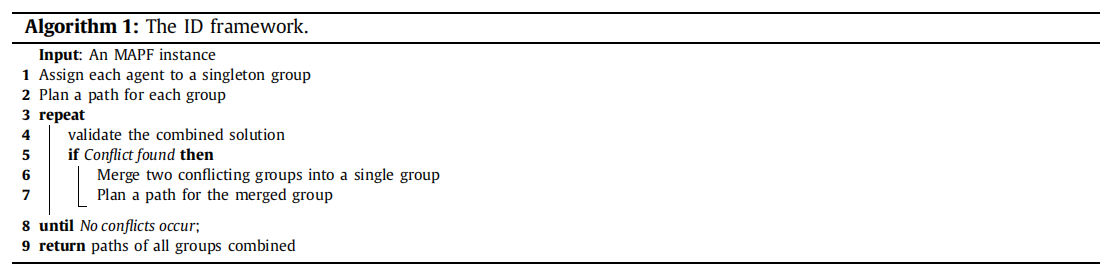 Algorithm 1: The ID framework.
Input: An MAPF instance
1 Assign each agent to a singleton group
2 Plan a path for each group
3 repeat
4 validate the combined solution
5 if Conflict found then
6 Merge two conflicting groups into a single group
7 Plan a path for the merged group
8 until No conflicts occur;
9 return paths of all groups combined